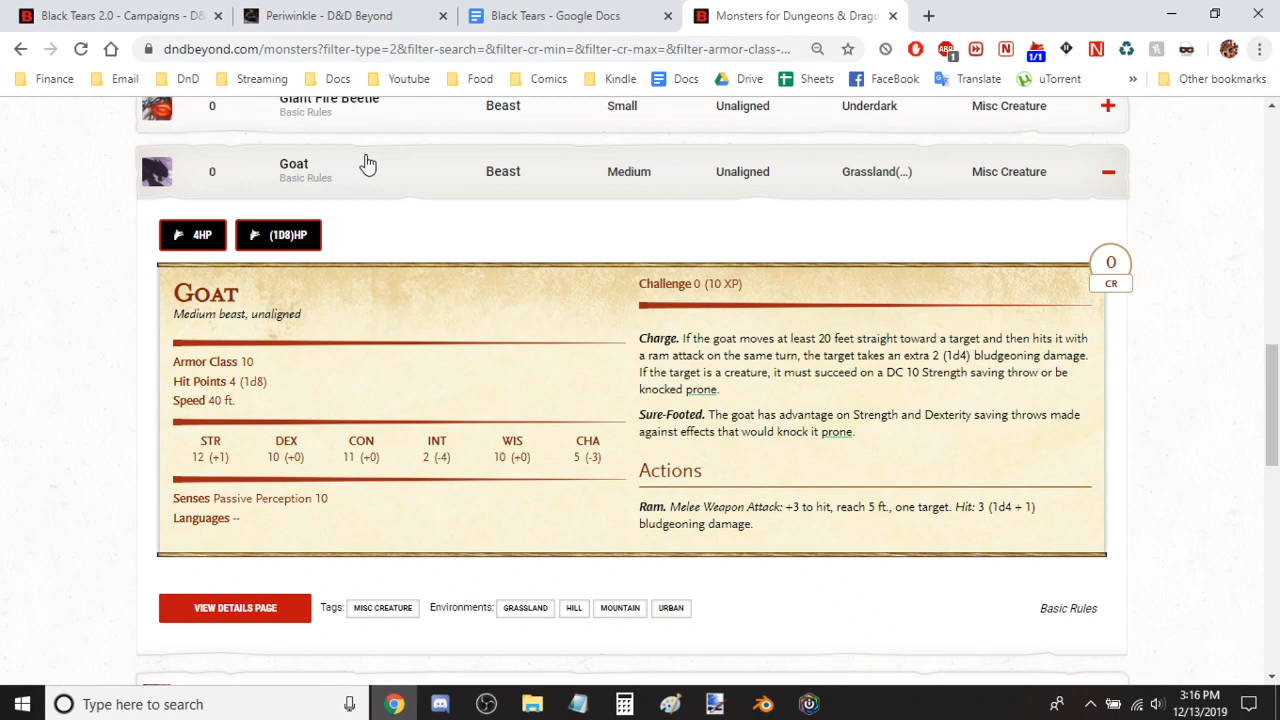 Black Tears 2.0 - Campaigns - D&
Periwinkle - D&D Beyond
Black Tears - Google Docs
Monsters for Dungeons & Drago
dndbeyond.com/monsters?filter-type=2&filter-search=&filter-cr-min=&filter-cr-max=&filter-armor-class-...
1
1/1
Finance
Email
DnD
Streaming
Docs
Youtube
Food
Comics
Kindle
Docs
Drive
Sheets
FaceBook
Translate
uTorrent
»
Other bookmarks
0 Giant Fire Beetle Beast Small Unaligned Underdark Misc Creature
Basic Rules
0 Goat Beast Medium Unaligned Grassland(...) Misc Creature
Basic Rules
4HP
(1D8)HP
GOAT
Medium beast, unaligned
Armor Class 10
Hit Points 4 (1d8)
Speed 40 ft.
STR DEX CON INT WIS CHA
12 (+1) 10 (+0) 11 (+0) 2 (-4) 10 (+0) 5 (-3)
Senses Passive Perception 10
Languages --
0
CR
Challenge 0 (10 XP)
Charge. If the goat moves at least 20 feet straight toward a target and then hits it with
a ram attack on the same turn, the target takes an extra 2 (1d4) bludgeoning damage.
If the target is a creature, it must succeed on a DC 10 Strength saving throw or be
knocked prone.
Sure-Footed. The goat has advantage on Strength and Dexterity saving throws made
against effects that would knock it prone.
Actions
Ram. Melee Weapon Attack: +3 to hit, reach 5 ft., one target. Hit: 3 (1d4 + 1)
bludgeoning damage.
VIEW DETAILS PAGE
Tags: MISC CREATURE Environments: GRASSLAND HILL MOUNTAIN URBAN
Basic Rules
Type here to search
3:16 PM
12/13/2019